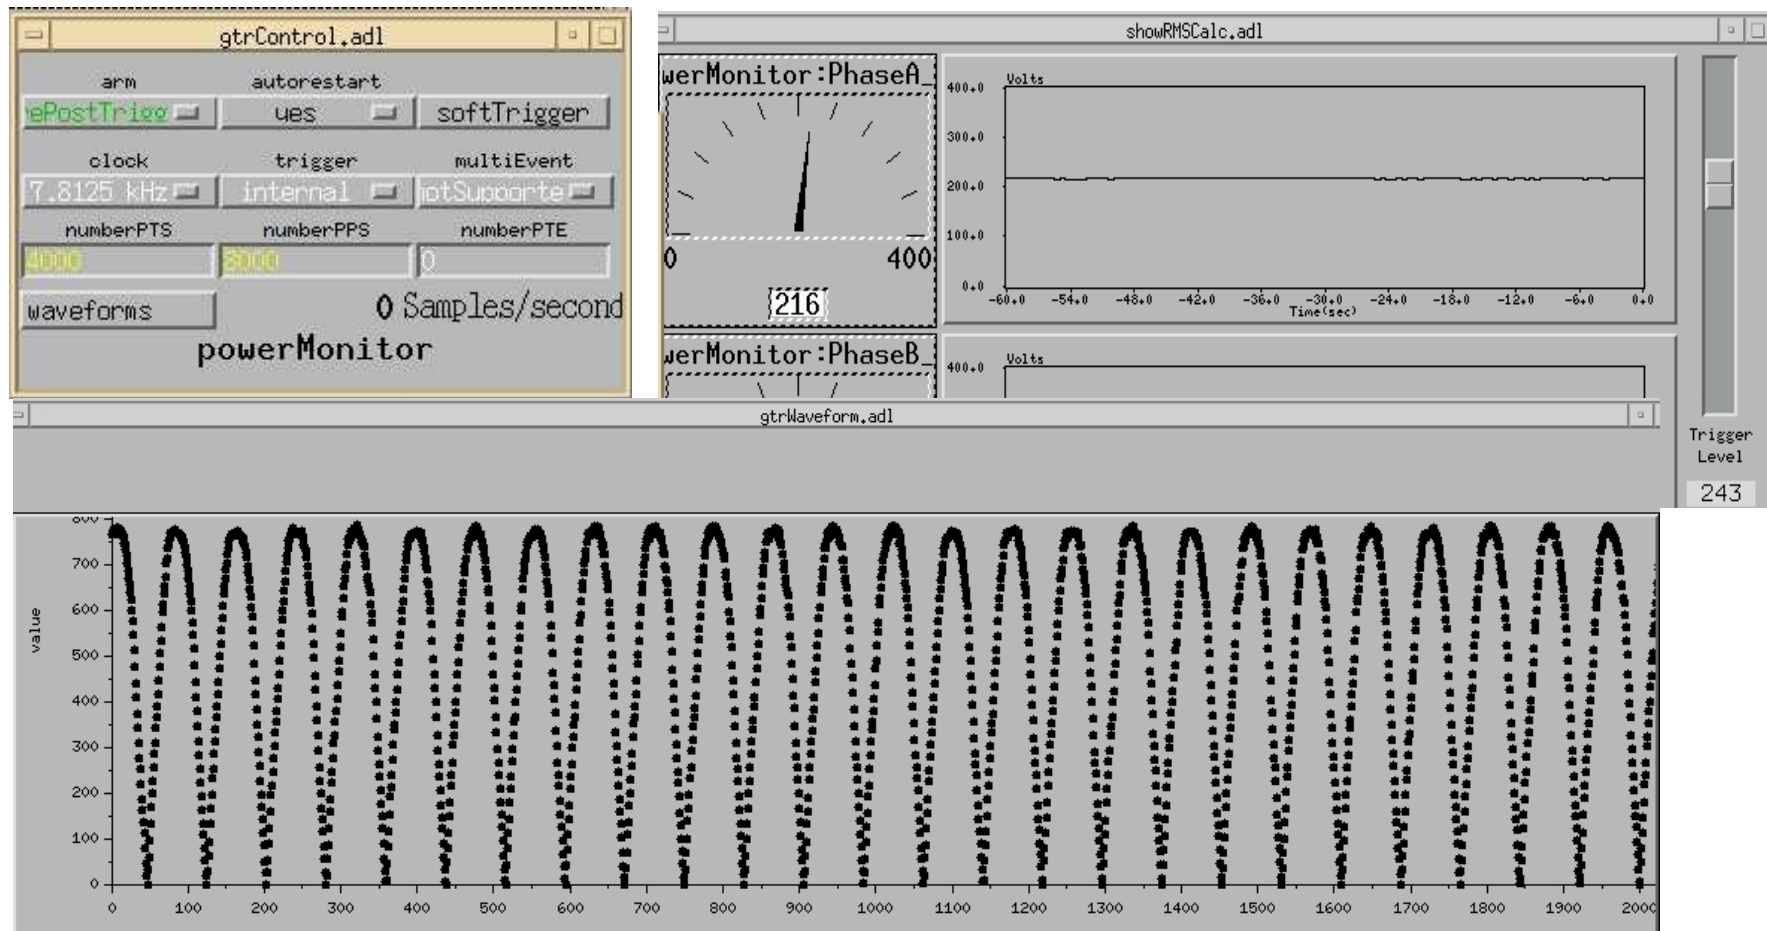 gtrControl.adl
arm autorestart
ePostTrigg yes softTrigger
clock trigger multiEvent
7.8125 kHz internal notSupporte
numberPTS numberPPS numberPTE
4000 8000 0
waveforms 0 Samples/second
powerMonitor
showRMSCalc.adl
werMonitor:PhaseA_
0 400
216
Volts
400.0
300.0
200.0
100.0
0.0
-60.0 -54.0 -48.0 -42.0 -36.0 -30.0 -24.0 -18.0 -12.0 -6.0 0.0
Time(sec)
werMonitor:PhaseB_
Volts
400.0
Trigger
Level
243
gtrWaveform.adl
800
700
600
500
400
300
200
100
0
value
0 100 200 300 400 500 600 700 800 900 1000 1100 1200 1300 1400 1500 1600 1700 1800 1900 2000